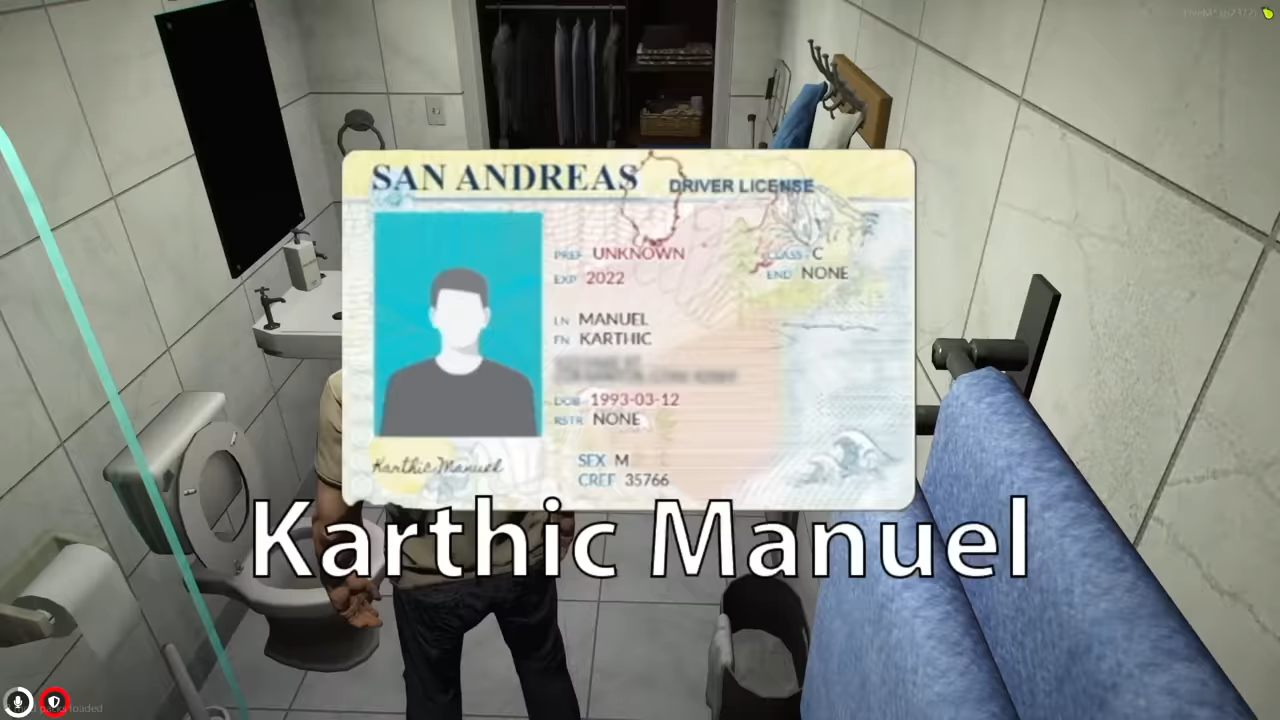 SAN ANDREAS DRIVER LICENSE
PREF UNKNOWN CLASS C
EXP 2022 END NONE
LN MANUEL
FN KARTHIC
DOB 1993-03-12
RSTR NONE
Karthic Manuel
SEX M
CREF 35766
Karthic Manuel
loaded